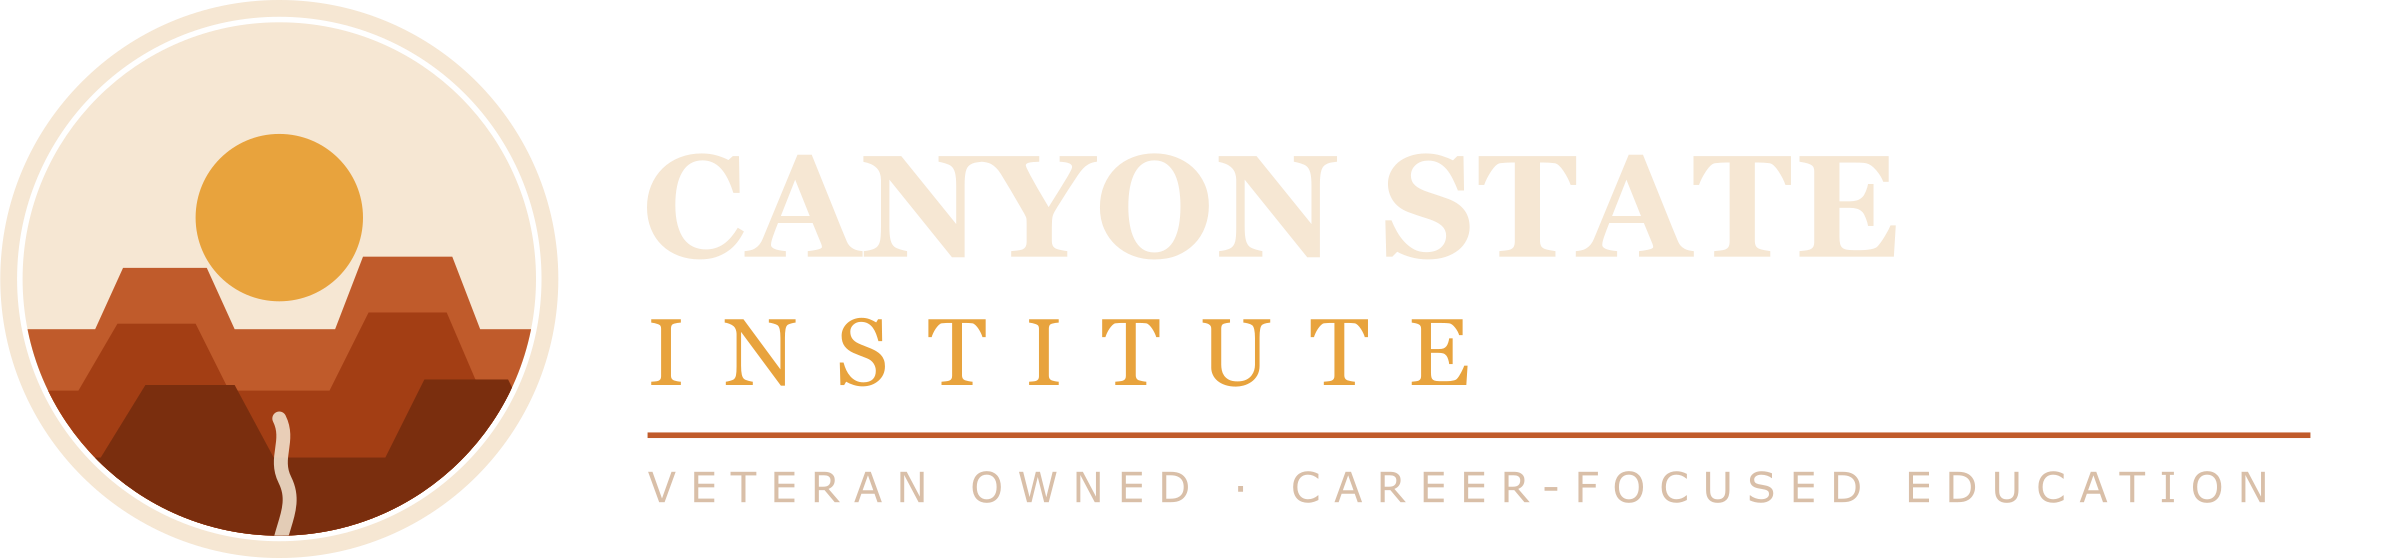 CANYON STATE
INSTITUTE
VETERAN OWNED · CAREER-FOCUSED EDUCATION